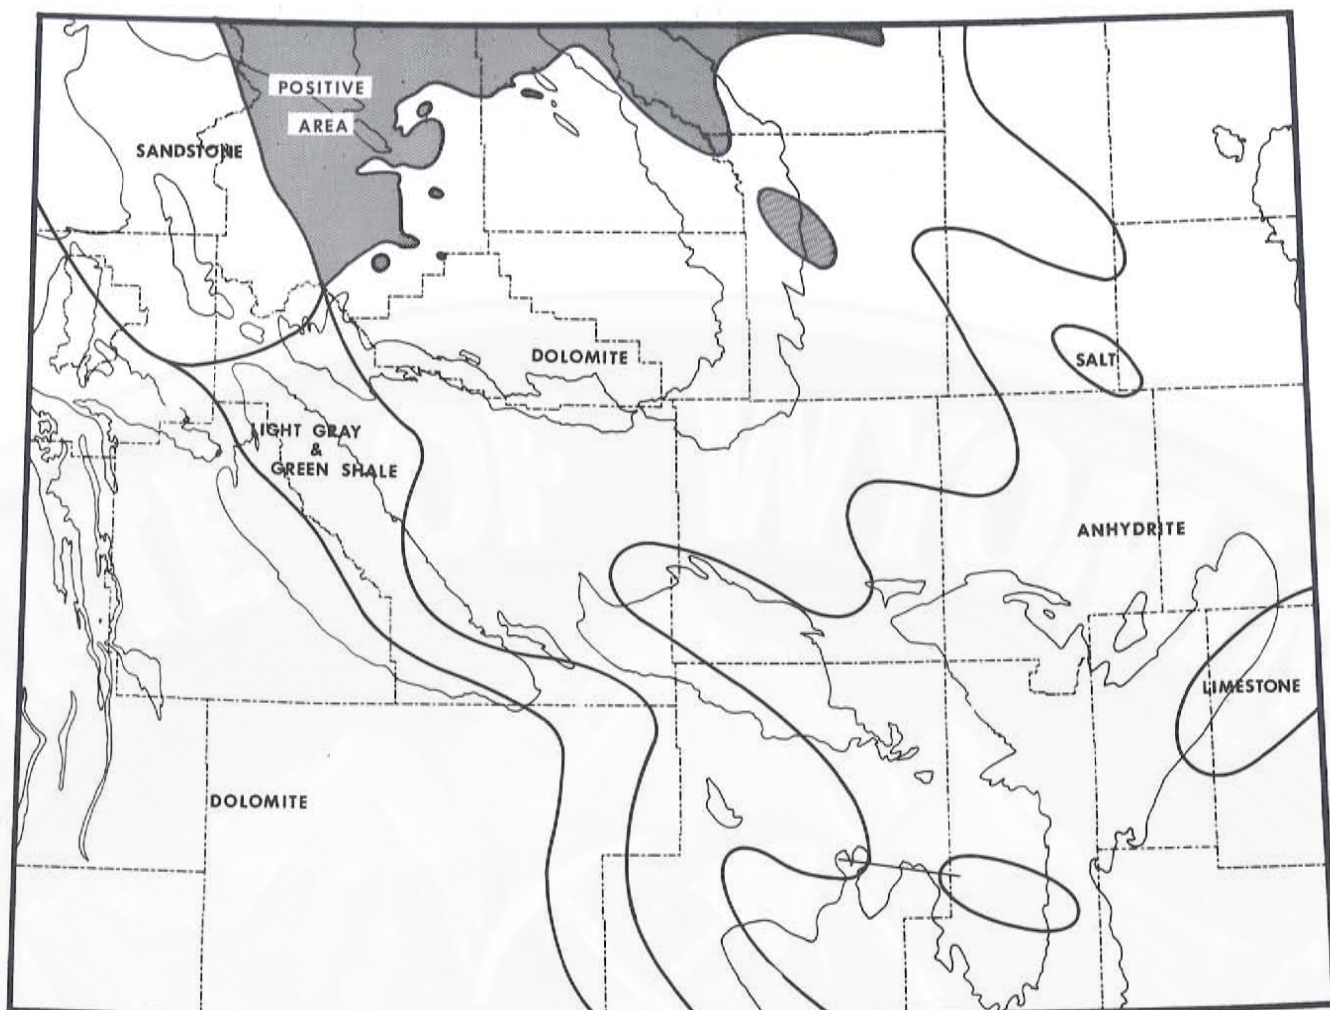 POSITIVE
AREA
SANDSTONE
DOLOMITE
SALT
LIGHT GRAY
&
GREEN SHALE
ANHYDRITE
LIMESTONE
DOLOMITE